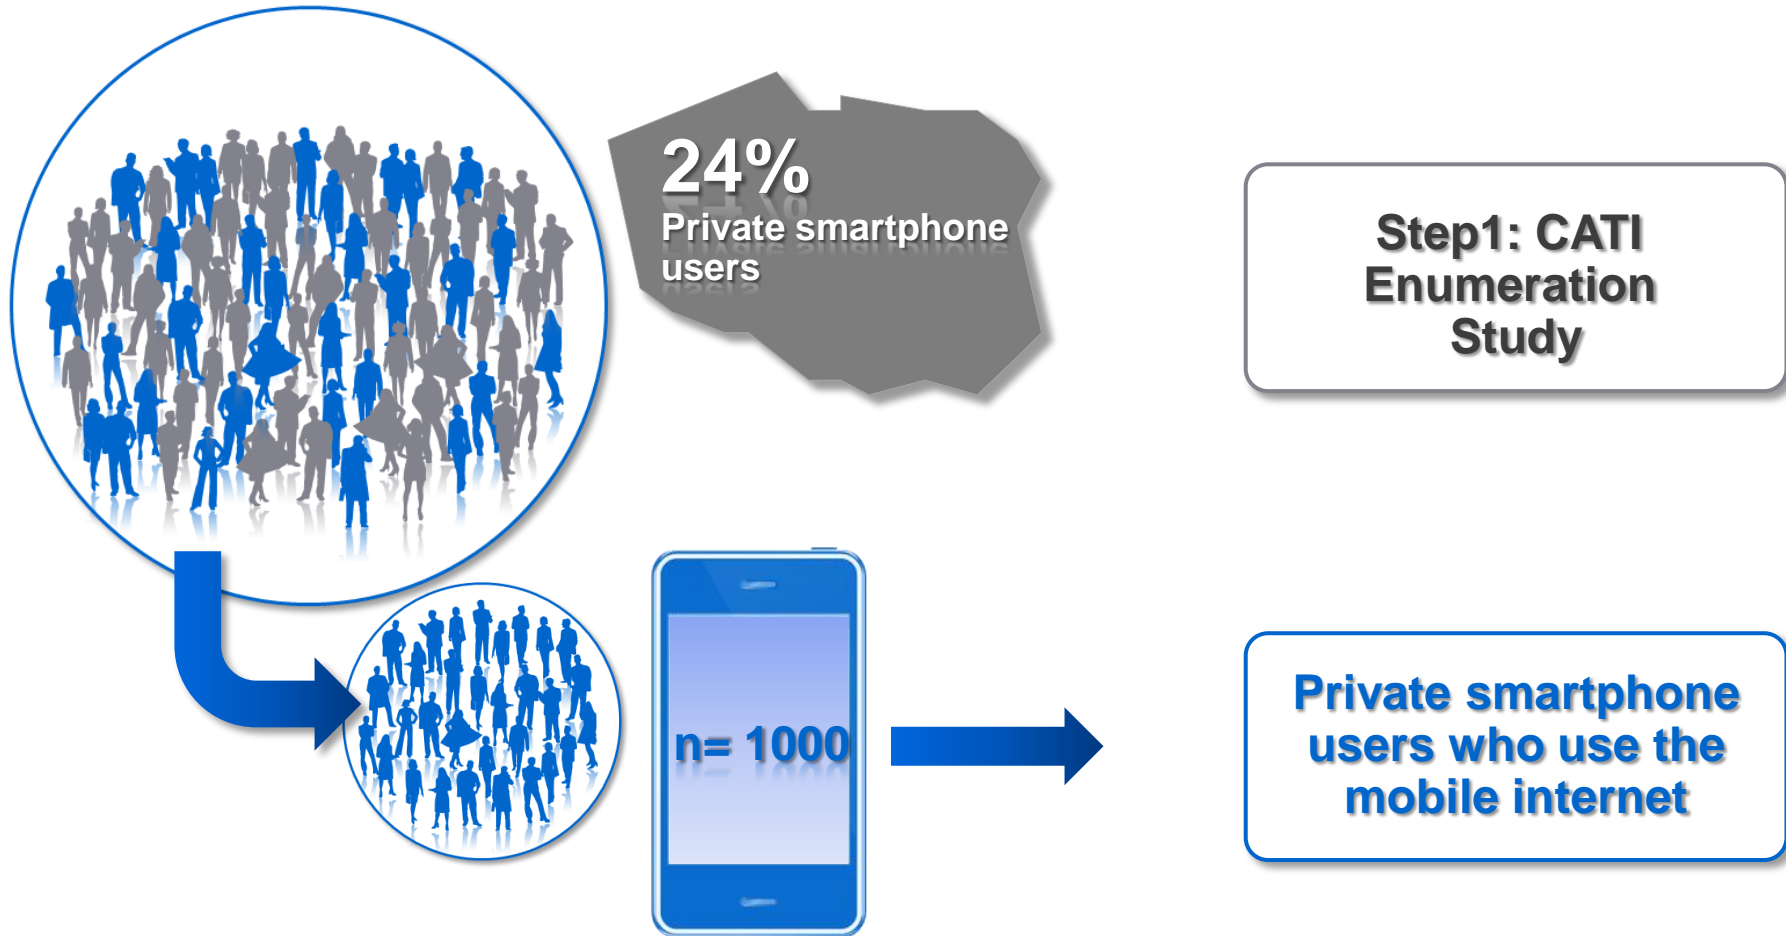 24%
Private smartphone
users
Step1: CATI
Enumeration
Study
n= 1000
Private smartphone
users who use the
mobile internet